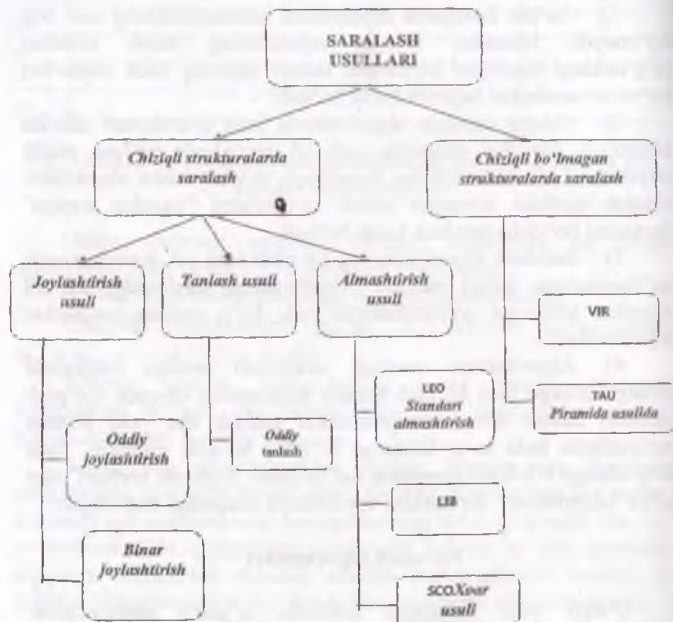 SARALASH
USULLARI
Chiziqli strukturalarda
saralash
Chiziqli bo'lmagan
strukturalarda saralash
Joylashtirish
usuli
Tanlash usuli
Almashtirish
usuli
VIR
LEO
Standart
almashtirish
TAU
Piramida usulida
Oddiy
joylashtirish
Oddiy
tanlash
Binar
joylashtirish
SCOXoar
usuli